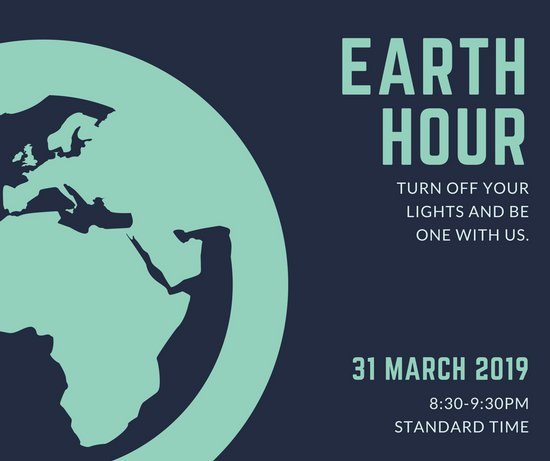 EARTH
HOUR
TURN OFF YOUR
LIGHTS AND BE
ONE WITH US.
31 MARCH 2019
8:30-9:30PM
STANDARD TIME